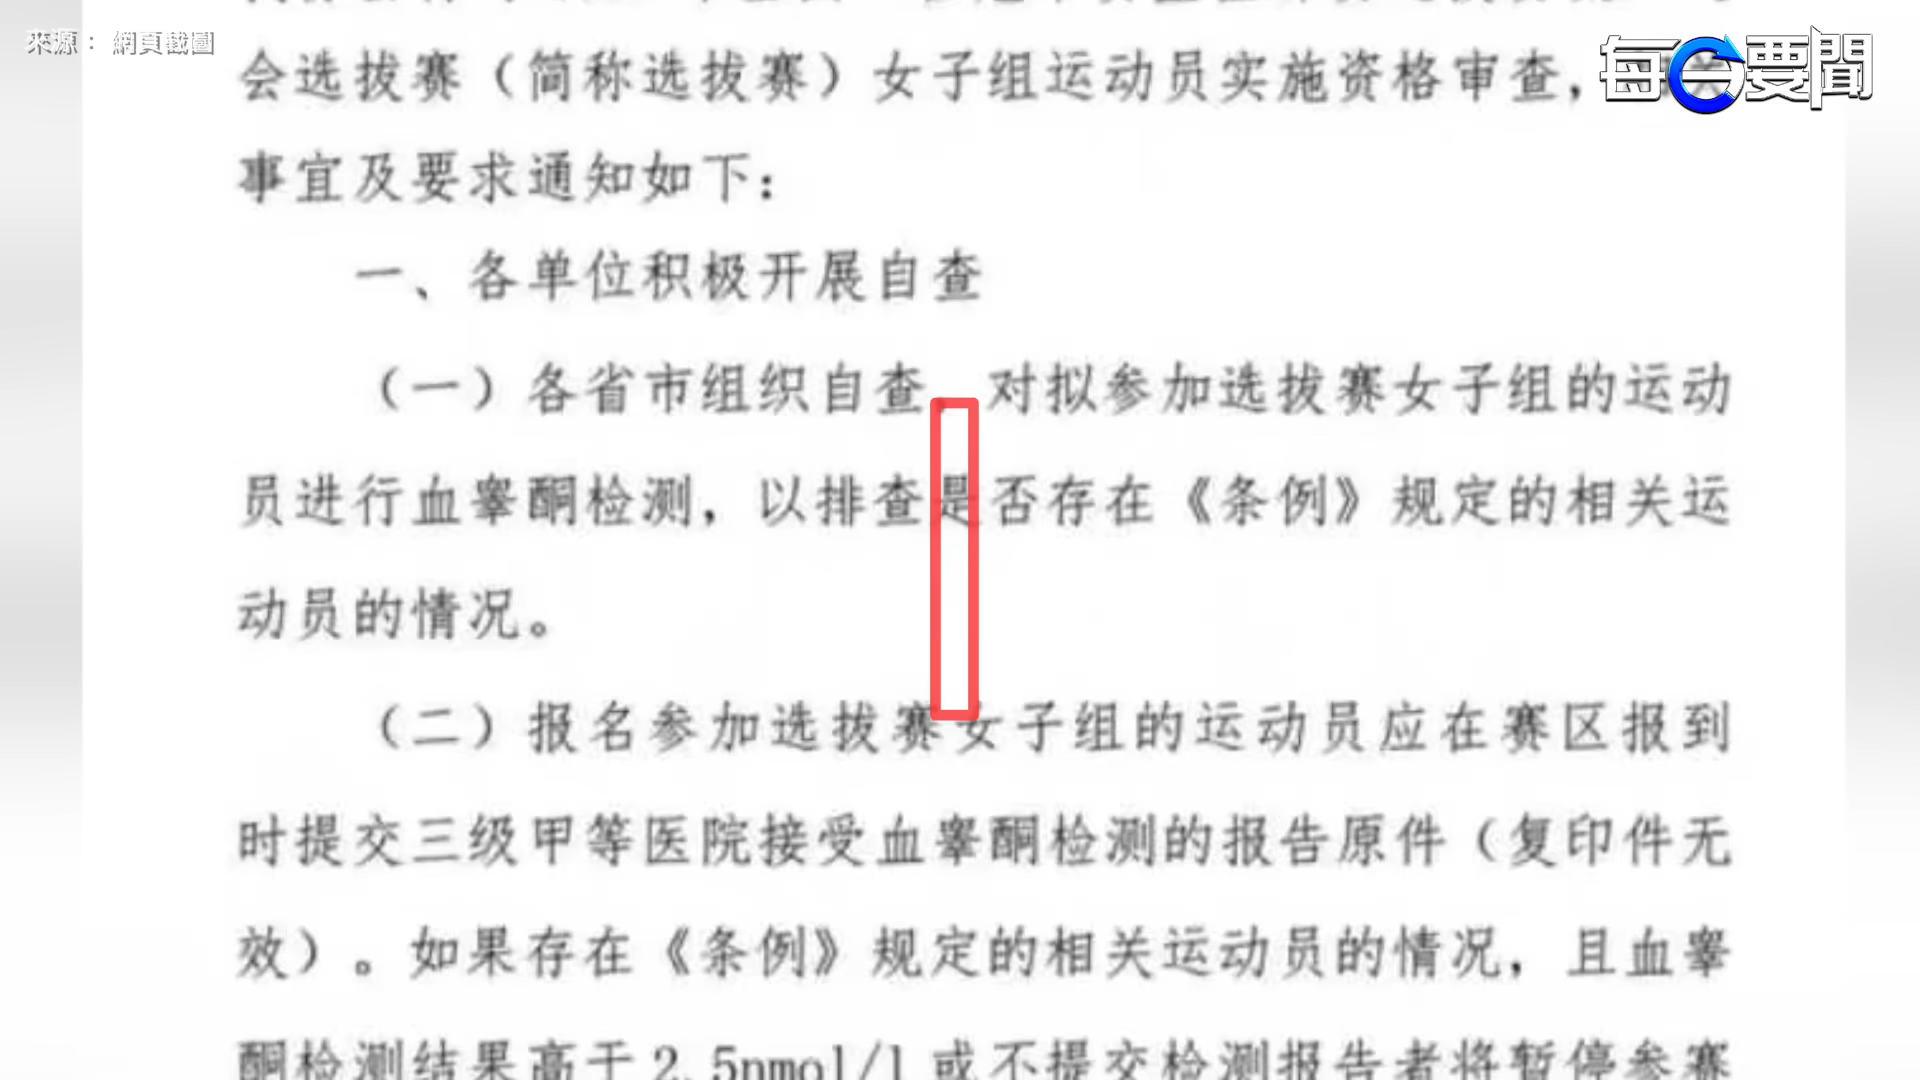 來源：網頁截圖
每日要聞
会选拔赛（简称选拔赛）女子组运动员实施资格审查，
事宜及要求通知如下：
一、各单位积极开展自查
（一）各省市组织自查，对拟参加选拔赛女子组的运动
员进行血睾酮检测，以排查是否存在《条例》规定的相关运
动员的情况。
（二）报名参加选拔赛女子组的运动员应在赛区报到
时提交三级甲等医院接受血睾酮检测的报告原件（复印件无
效）。如果存在《条例》规定的相关运动员的情况，且血睾
酮检测结果高于2.5nmol/l或不提交检测报告者将暂停参赛